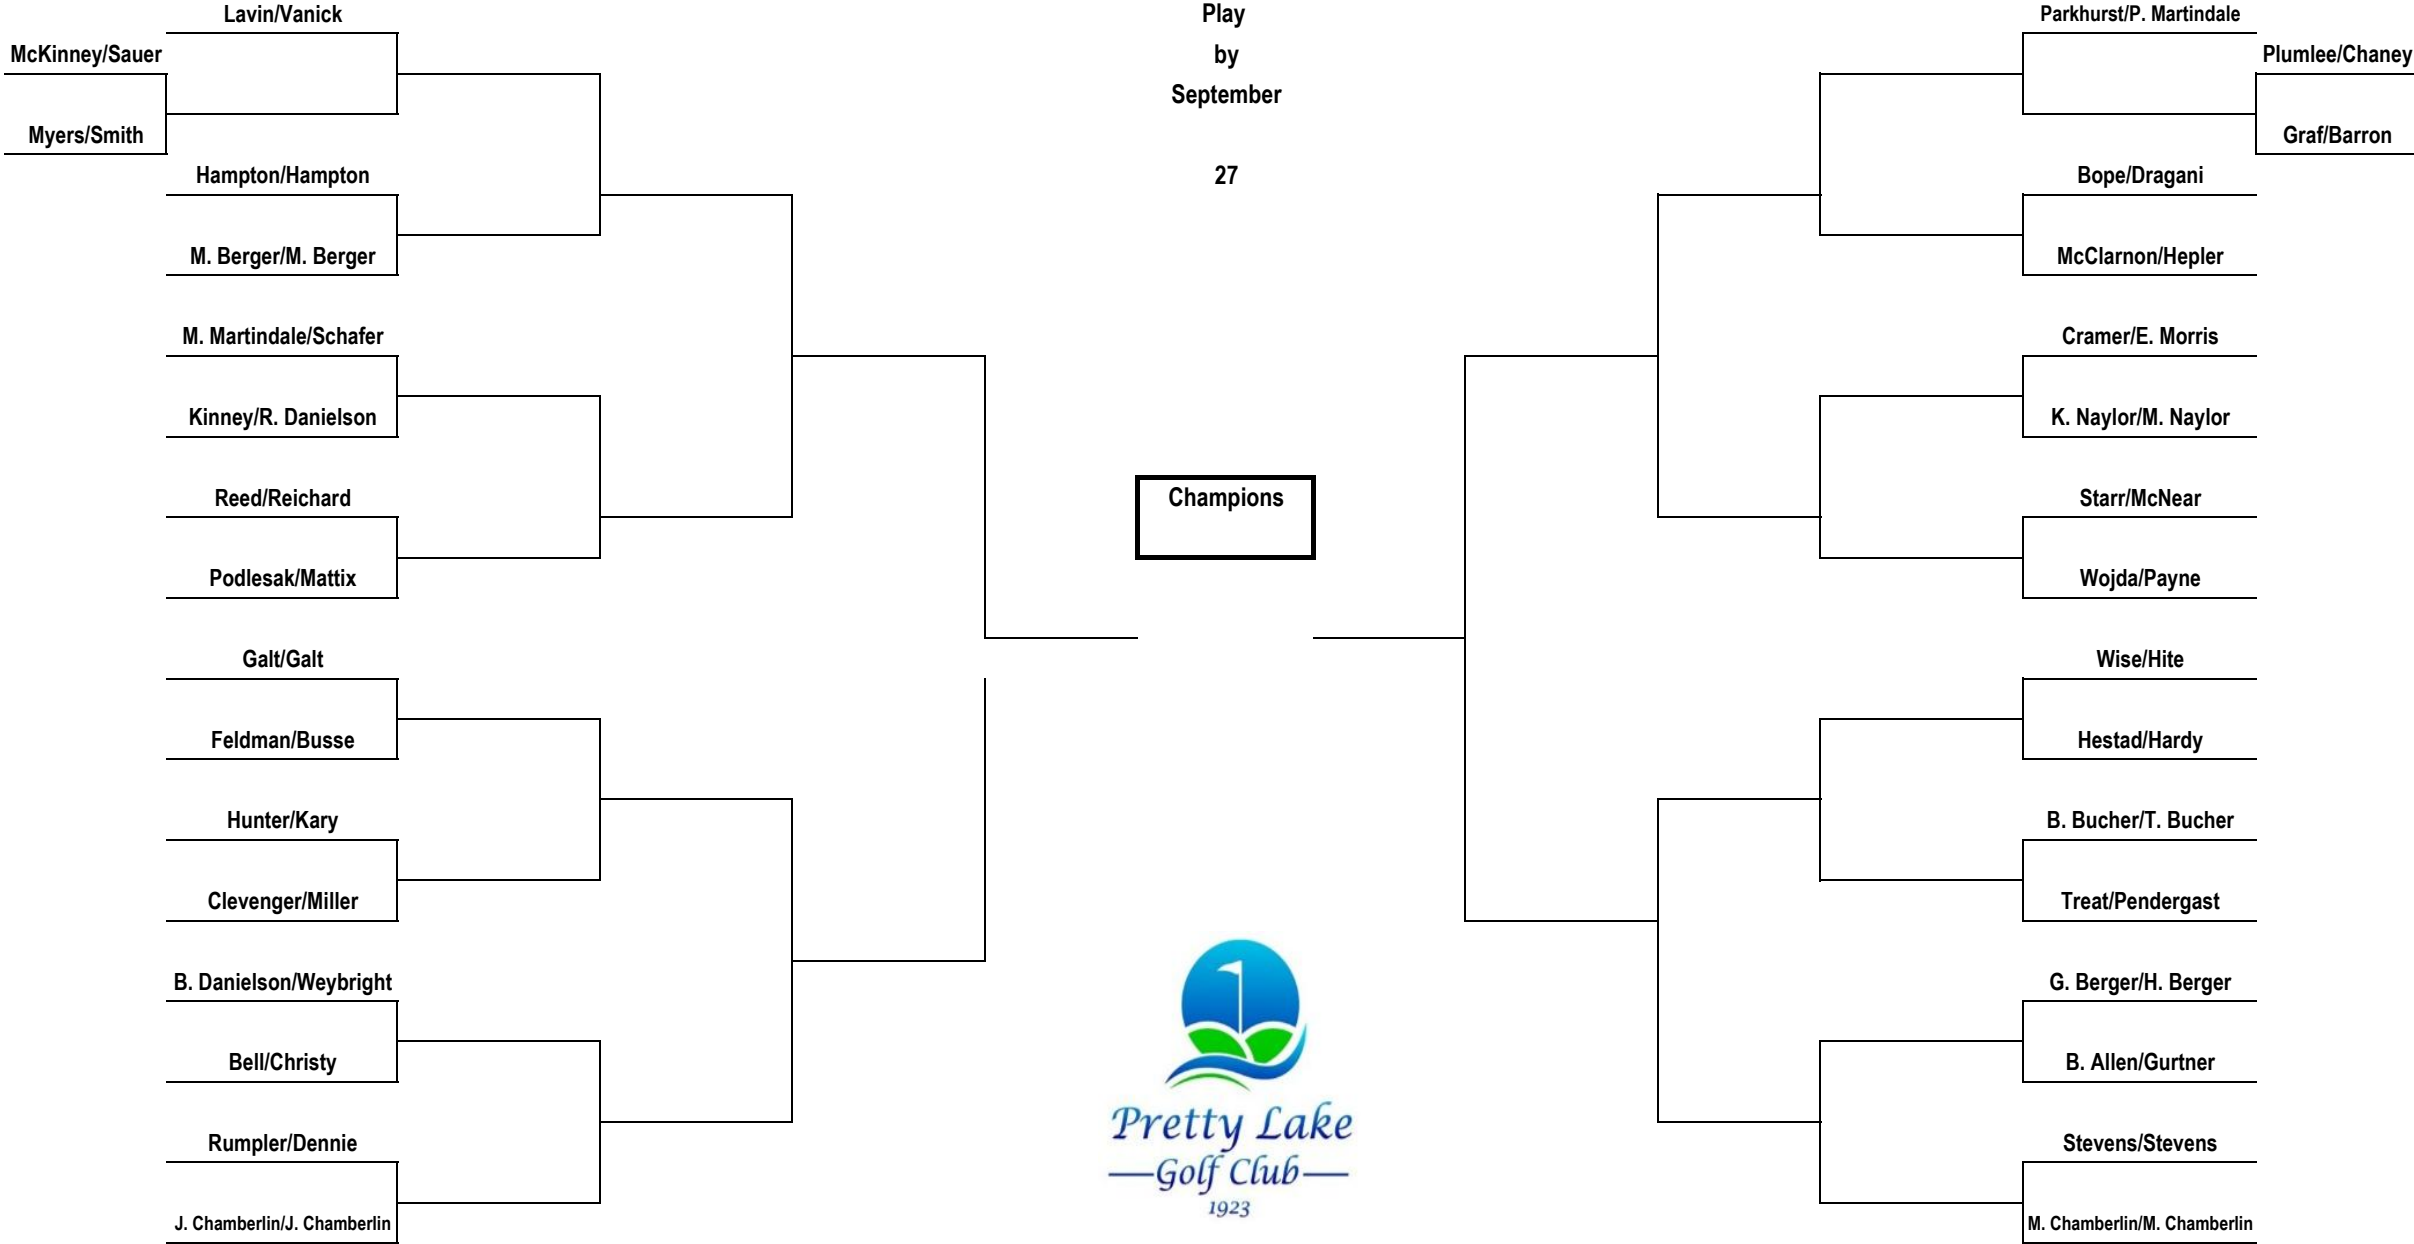 Lavin/Vanick
McKinney/Sauer
Myers/Smith
Hampton/Hampton
M. Berger/M. Berger
M. Martindale/Schafer
Kinney/R. Danielson
Reed/Reichard
Podlesak/Mattix
Galt/Galt
Feldman/Busse
Hunter/Kary
Clevenger/Miller
B. Danielson/Weybright
Bell/Christy
Rumpler/Dennie
J. Chamberlin/J. Chamberlin
Play
by
September
27
Champions
Pretty Lake
Golf Club
1923
Parkhurst/P. Martindale
Plumlee/Chaney
Graf/Barron
Bope/Dragani
McClarnon/Hepler
Cramer/E. Morris
K. Naylor/M. Naylor
Starr/McNear
Wojda/Payne
Wise/Hite
Hestad/Hardy
B. Bucher/T. Bucher
Treat/Pendergast
G. Berger/H. Berger
B. Allen/Gurtner
Stevens/Stevens
M. Chamberlin/M. Chamberlin